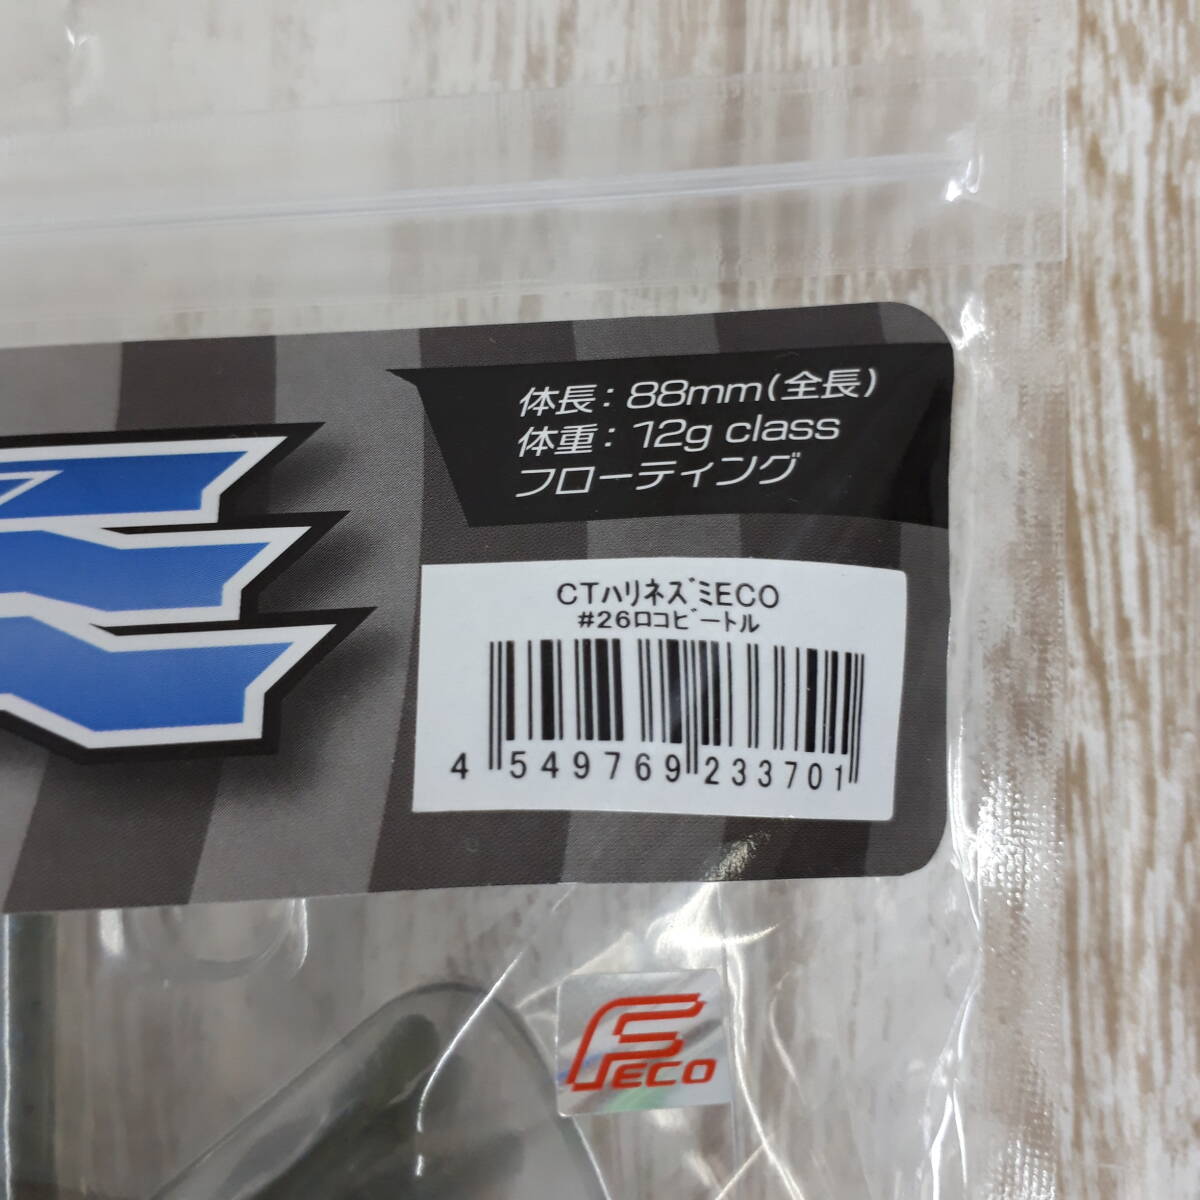 体長：88mm(全長)
体重：12g class
フローティング
CTハリネズミECO
#26ロコビートル
4 549769 233701
FECO